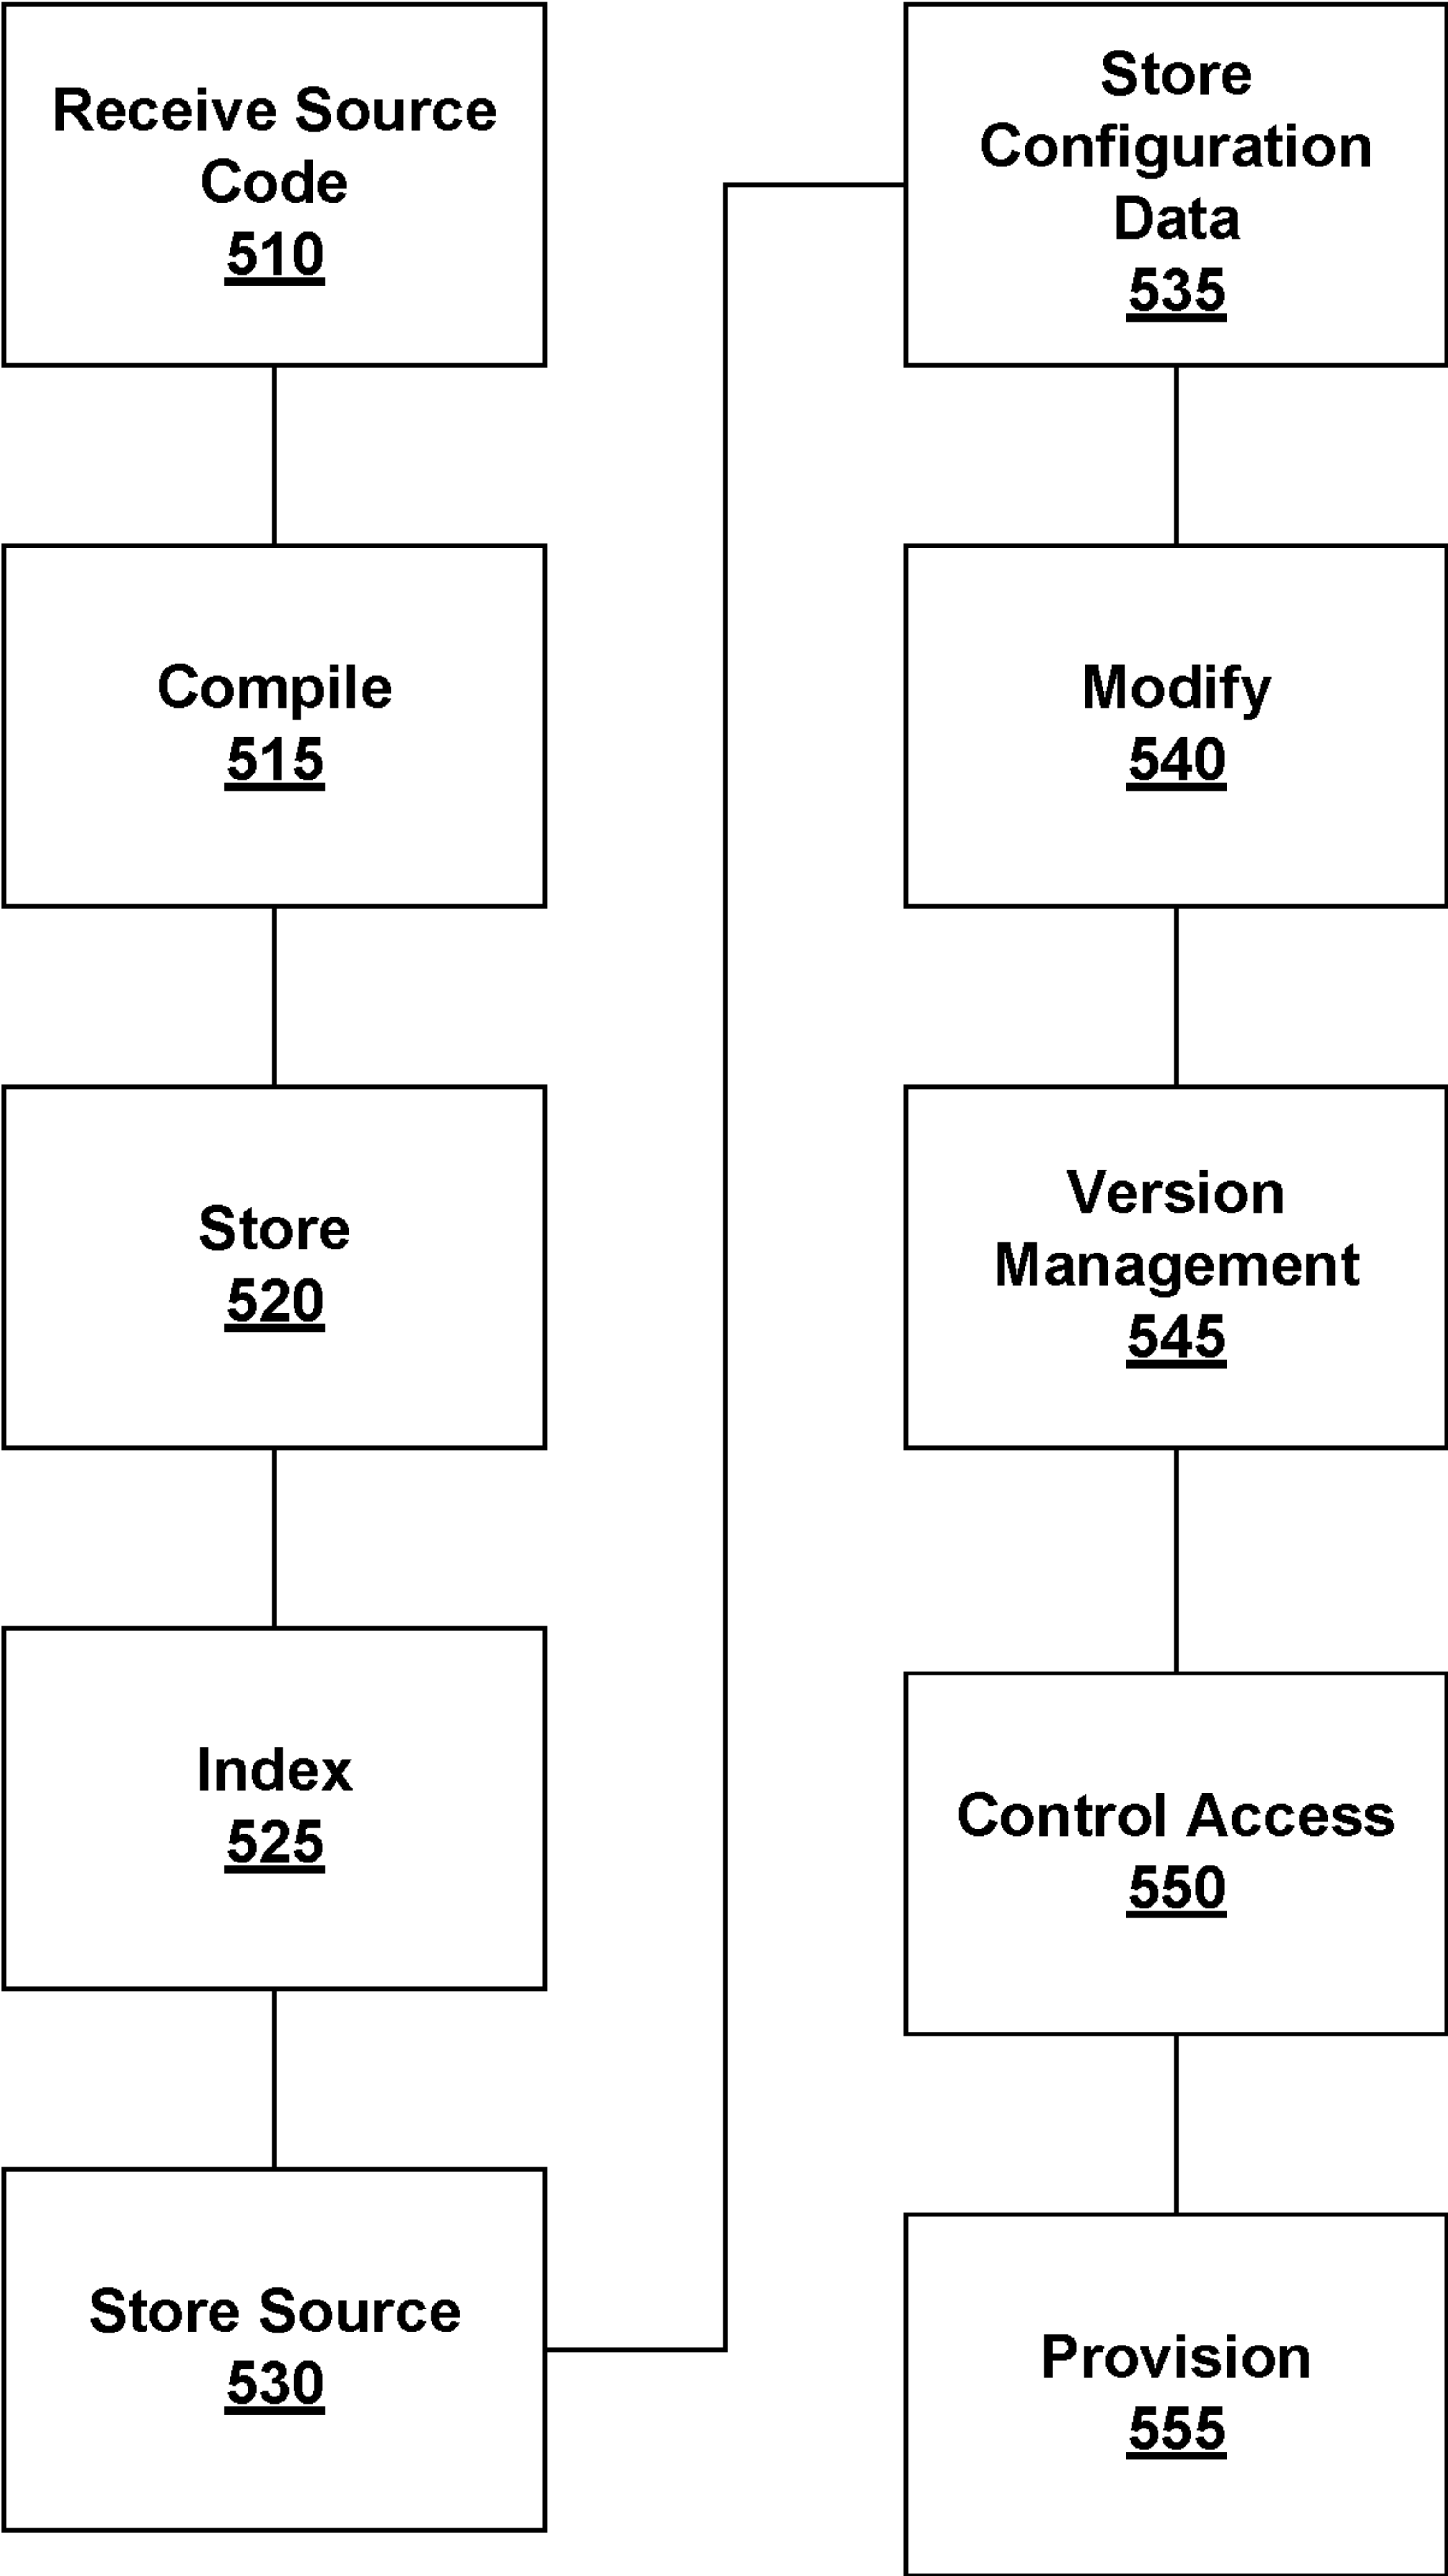 Receive Source
Code
510
Compile
515
Store
520
Index
525
Store Source
530
Store
Configuration
Data
535
Modify
540
Version
Management
545
Control Access
550
Provision
555